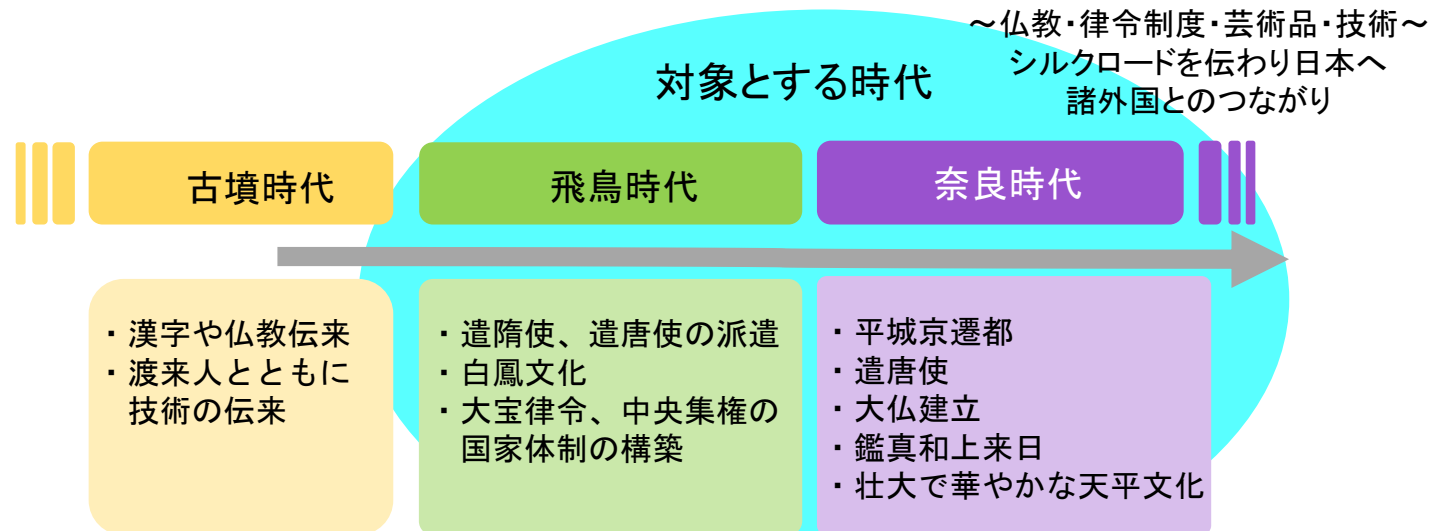 ～仏教・律令制度・芸術品・技術～
シルクロードを伝わり日本へ
諸外国とのつながり
対象とする時代
古墳時代
飛鳥時代
奈良時代
・漢字や仏教伝来
・渡来人とともに
技術の伝来
・遣隋使、遣唐使の派遣
・白鳳文化
・大宝律令、中央集権の
国家体制の構築
・平城京遷都
・遣唐使
・大仏建立
・鑑真和上来日
・壮大で華やかな天平文化